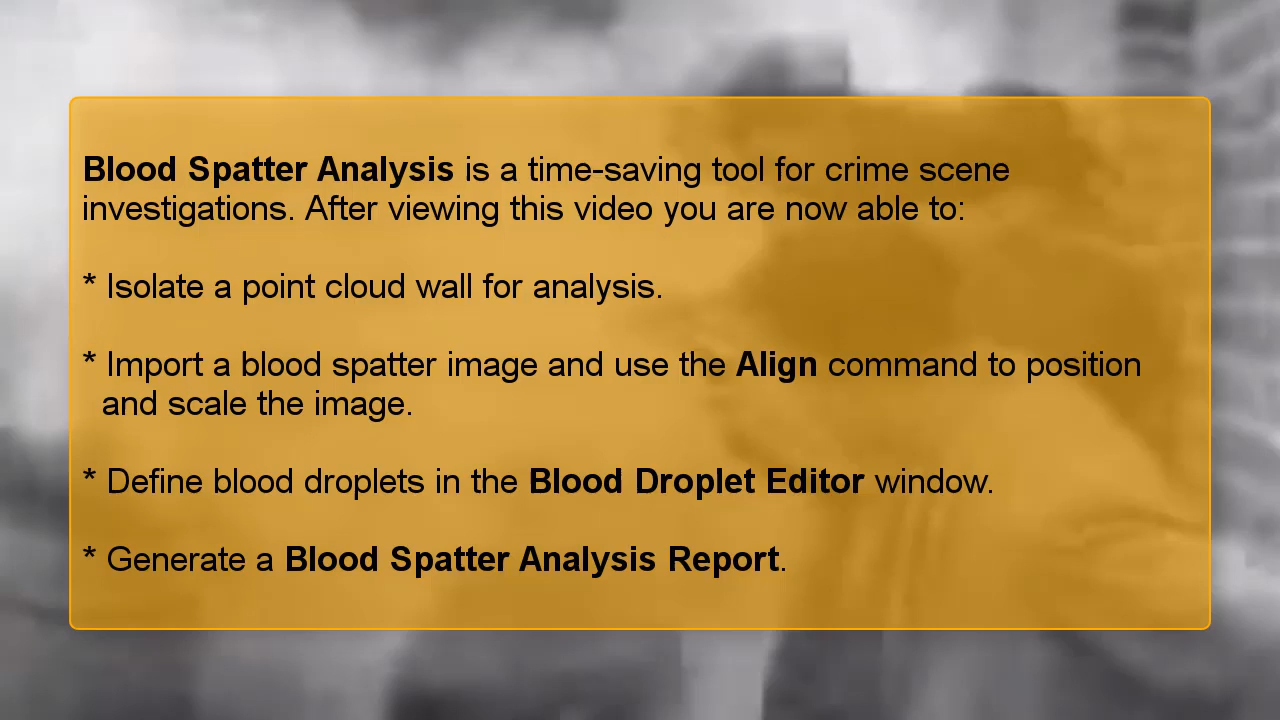 Blood Spatter Analysis is a time-saving tool for crime scene
investigations. After viewing this video you are now able to:
* Isolate a point cloud wall for analysis.
* Import a blood spatter image and use the Align command to position
and scale the image.
* Define blood droplets in the Blood Droplet Editor window.
* Generate a Blood Spatter Analysis Report.